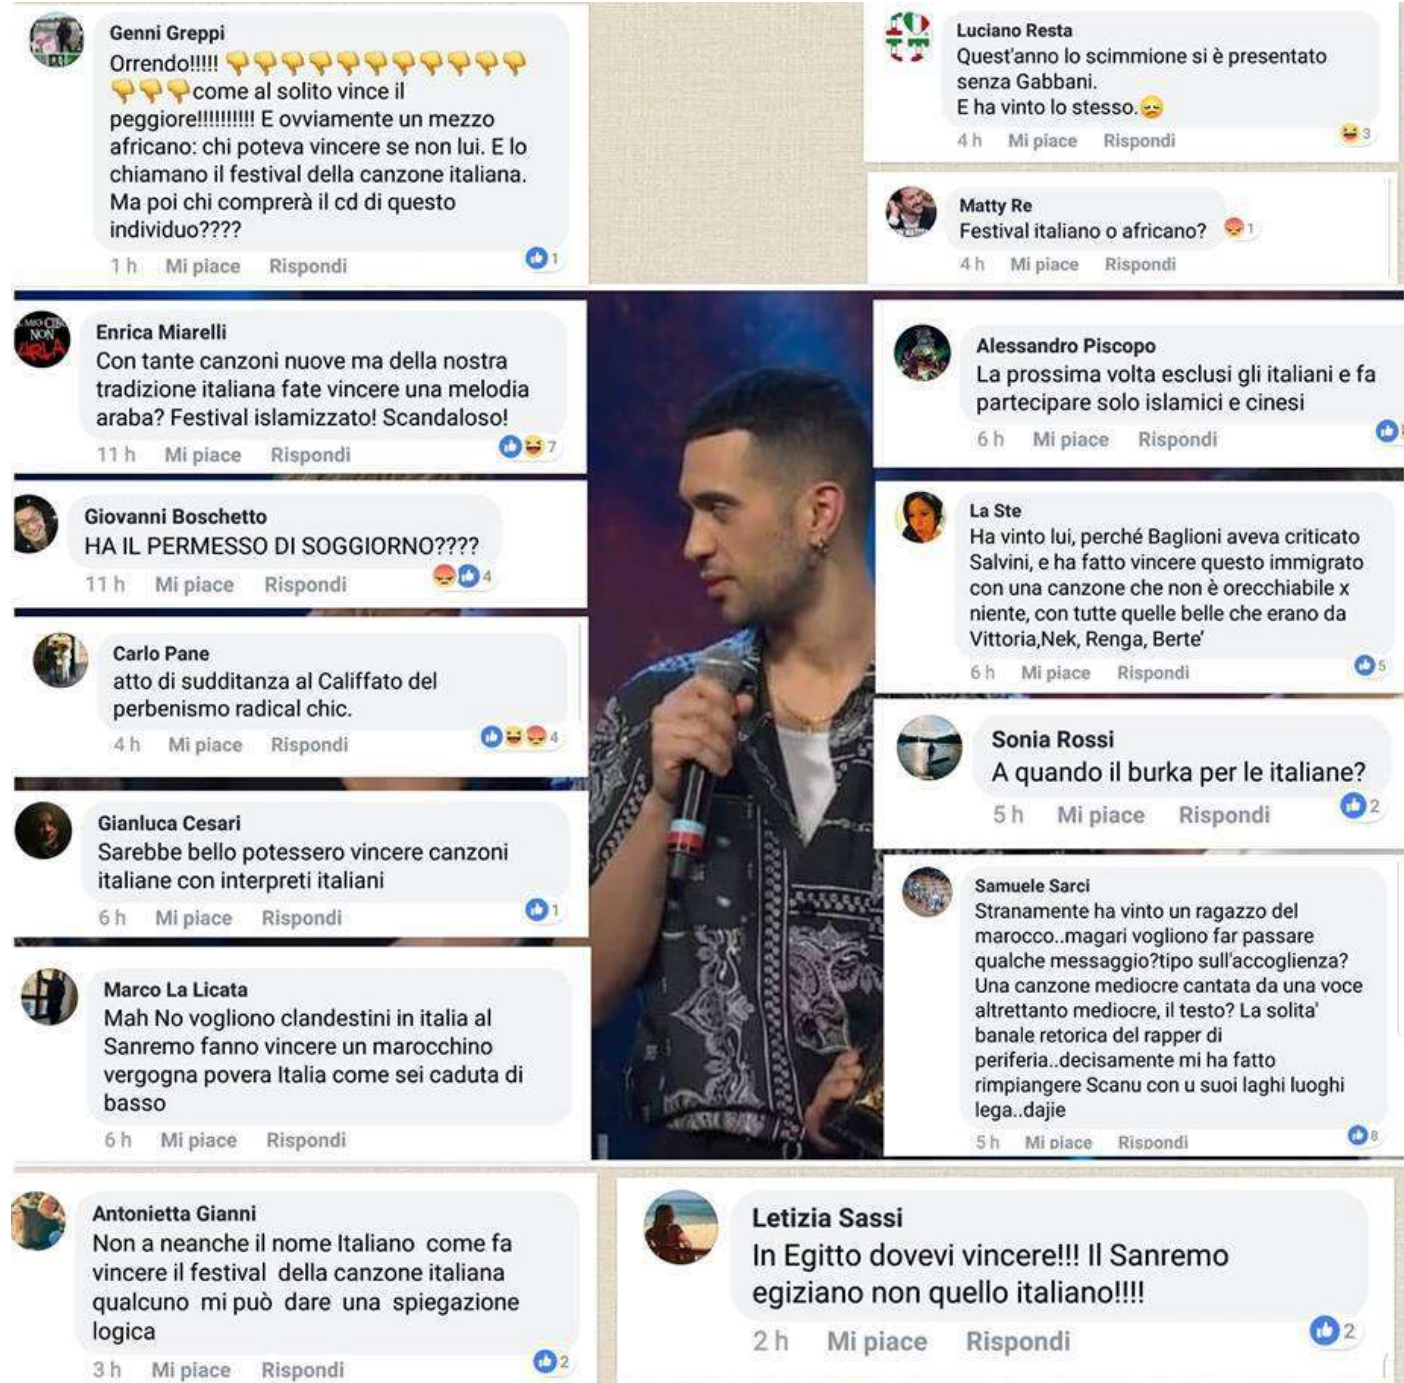 Genni Greppi
Orrendo!!!!! 👎👎👎👎👎👎👎👎👎👎👎
👎👎👎come al solito vince il
peggiore!!!!!!!!!! E ovviamente un mezzo
africano: chi poteva vincere se non lui. E lo
chiamano il festival della canzone italiana.
Ma poi chi comprerà il cd di questo
individuo????
1 h Mi piace Rispondi 1
Luciano Resta
Quest'anno lo scimmione si è presentato
senza Gabbani.
E ha vinto lo stesso.😞
4 h Mi piace Rispondi 3
Matty Re
Festival italiano o africano? 1
4 h Mi piace Rispondi
Enrica Miarelli
Con tante canzoni nuove ma della nostra
tradizione italiana fate vincere una melodia
araba? Festival islamizzato! Scandaloso!
11 h Mi piace Rispondi 7
Giovanni Boschetto
HA IL PERMESSO DI SOGGIORNO????
11 h Mi piace Rispondi 4
Carlo Pane
atto di sudditanza al Califfato del
perbenismo radical chic.
4 h Mi piace Rispondi 4
Gianluca Cesari
Sarebbe bello potessero vincere canzoni
italiane con interpreti italiani
6 h Mi piace Rispondi 1
Marco La Licata
Mah No vogliono clandestini in italia al
Sanremo fanno vincere un marocchino
vergogna povera Italia come sei caduta di
basso
6 h Mi piace Rispondi
Alessandro Piscopo
La prossima volta esclusi gli italiani e fa
partecipare solo islamici e cinesi
6 h Mi piace Rispondi
La Ste
Ha vinto lui, perché Baglioni aveva criticato
Salvini, e ha fatto vincere questo immigrato
con una canzone che non è orecchiabile x
niente, con tutte quelle belle che erano da
Vittoria,Nek, Renga, Berte'
6 h Mi piace Rispondi 5
Sonia Rossi
A quando il burka per le italiane?
5 h Mi piace Rispondi 2
Samuele Sarci
Stranamente ha vinto un ragazzo del
marocco..magari vogliono far passare
qualche messaggio?tipo sull'accoglienza?
Una canzone mediocre cantata da una voce
altrettanto mediocre, il testo? La solita'
banale retorica del rapper di
periferia..decisamente mi ha fatto
rimpiangere Scanu con u suoi laghi luoghi
lega..dajie
5 h Mi piace Rispondi 8
Antonietta Gianni
Non a neanche il nome Italiano come fa
vincere il festival della canzone italiana
qualcuno mi può dare una spiegazione
logica
3 h Mi piace Rispondi 2
Letizia Sassi
In Egitto dovevi vincere!!! Il Sanremo
egiziano non quello italiano!!!!
2 h Mi piace Rispondi 2